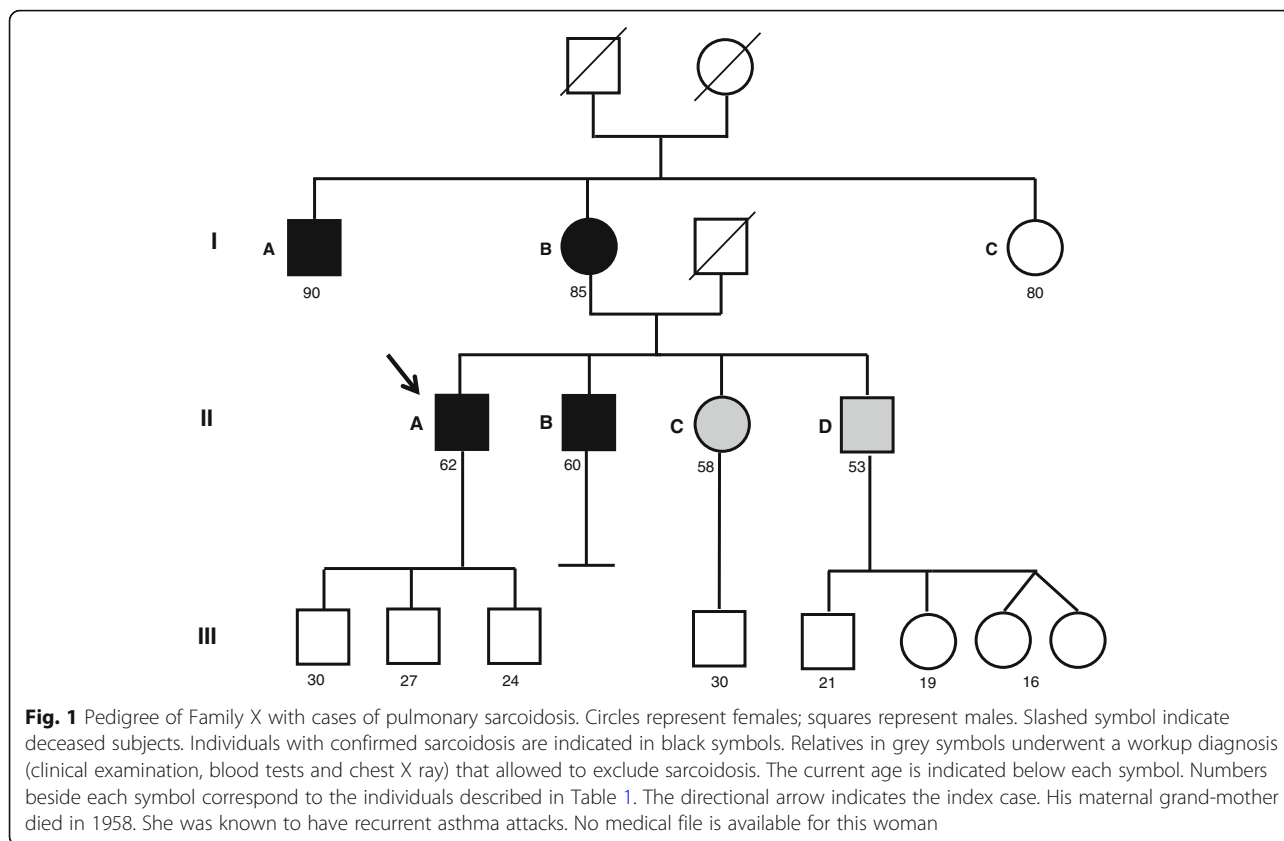 I
A
B
C
90
85
80
II
A
B
C
D
62
60
58
53
III
30
27
24
30
21
19
16
Fig. 1 Pedigree of Family X with cases of pulmonary sarcoidosis. Circles represent females; squares represent males. Slashed symbol indicate
deceased subjects. Individuals with confirmed sarcoidosis are indicated in black symbols. Relatives in grey symbols underwent a workup diagnosis
(clinical examination, blood tests and chest X ray) that allowed to exclude sarcoidosis. The current age is indicated below each symbol. Numbers
beside each symbol correspond to the individuals described in Table 1. The directional arrow indicates the index case. His maternal grand-mother
died in 1958. She was known to have recurrent asthma attacks. No medical file is available for this woman